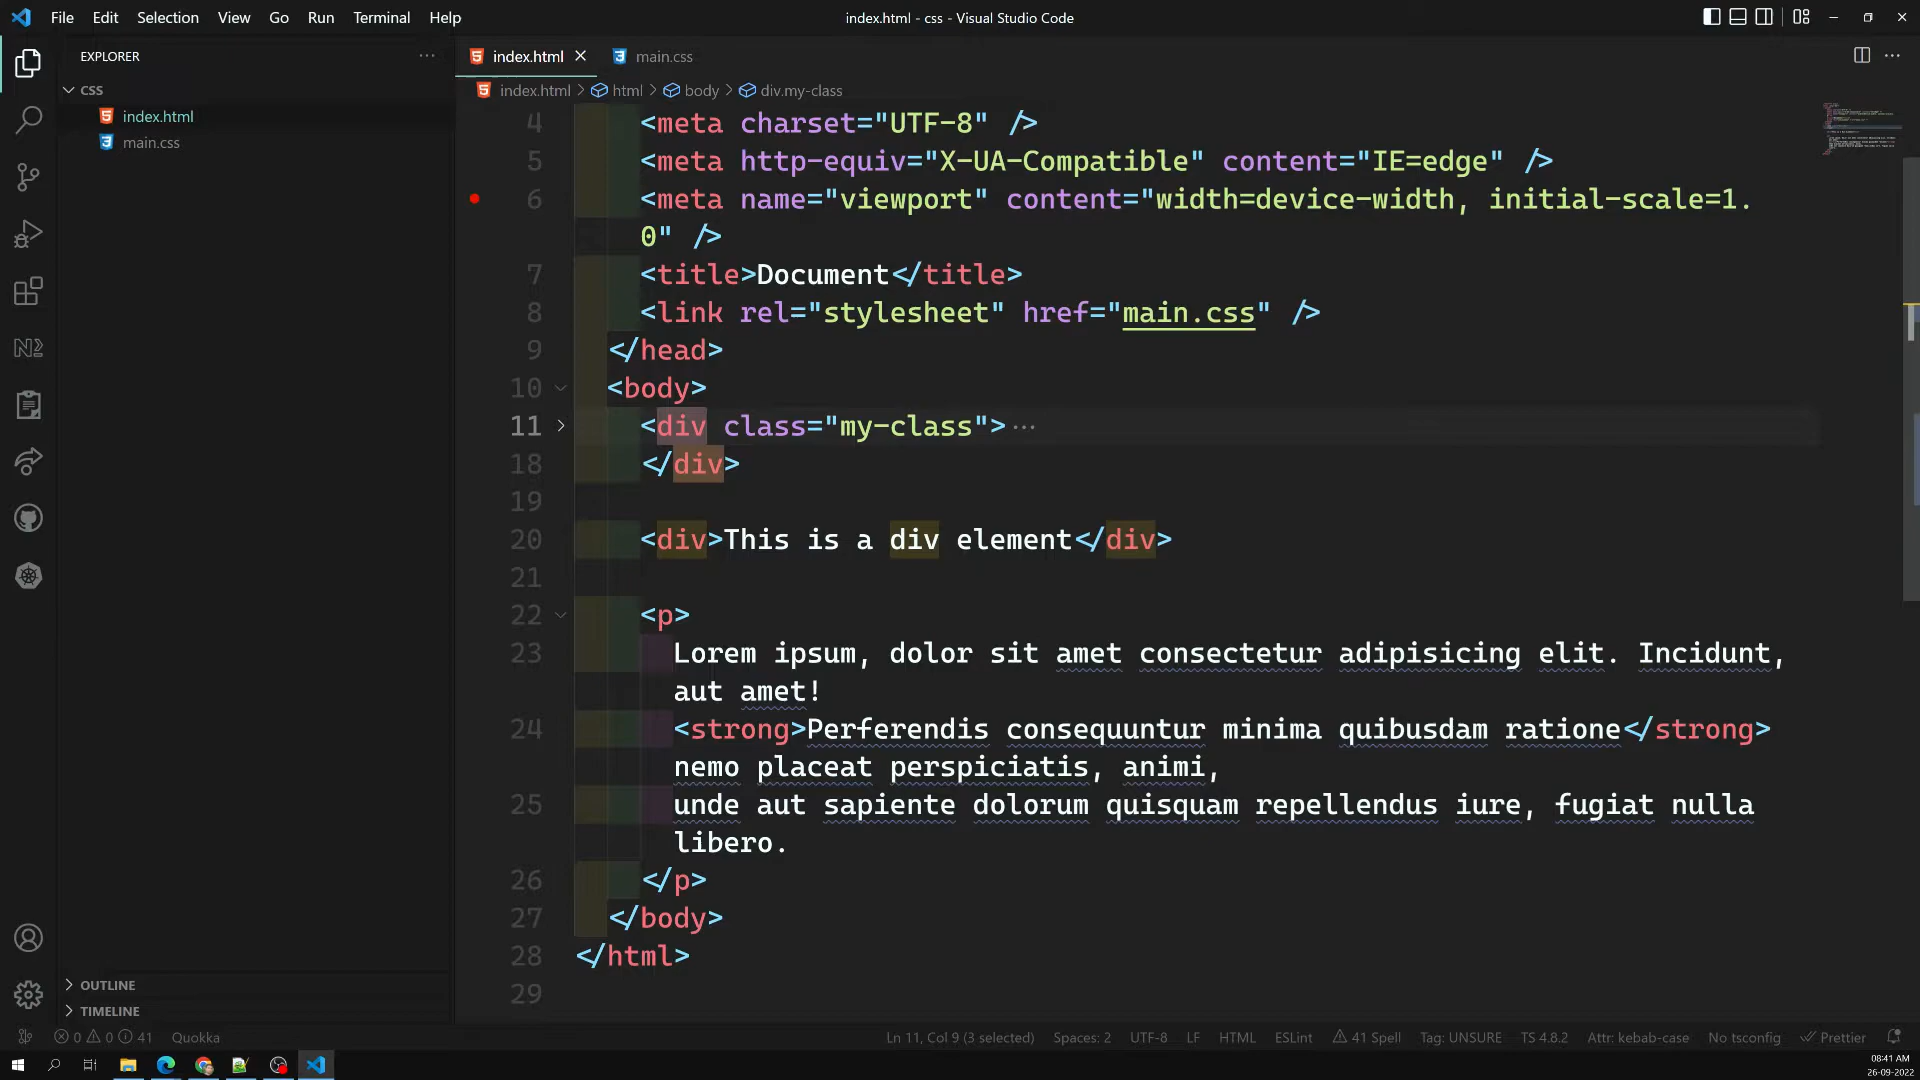 File Edit Selection View Go Run Terminal Help
index.html - css - Visual Studio Code
EXPLORER
CSS
index.html
main.css
OUTLINE
TIMELINE
index.html
main.css
index.html > html > body > div.my-class
4 <meta charset="UTF-8" />
5 <meta http-equiv="X-UA-Compatible" content="IE=edge" />
6 <meta name="viewport" content="width=device-width, initial-scale=1.
0" />
7 <title>Document</title>
8 <link rel="stylesheet" href="main.css" />
9 </head>
10 <body>
11 <div class="my-class"> ...
18 </div>
19
20 <div>This is a div element</div>
21
22 <p>
23 Lorem ipsum, dolor sit amet consectetur adipisicing elit. Incidunt,
aut amet!
24 <strong>Perferendis consequuntur minima quibusdam ratione</strong>
nemo placeat perspiciatis, animi,
25 unde aut sapiente dolorum quisquam repellendus iure, fugiat nulla
libero.
26 </p>
27 </body>
28 </html>
29
0 0 41 Quokka Ln 11, Col 9 (3 selected) Spaces: 2 UTF-8 LF HTML ESLint 41 Spell Tag: UNSURE TS 4.8.2 Attr: kebab-case No tsconfig Prettier
08:41 AM
26-09-2022